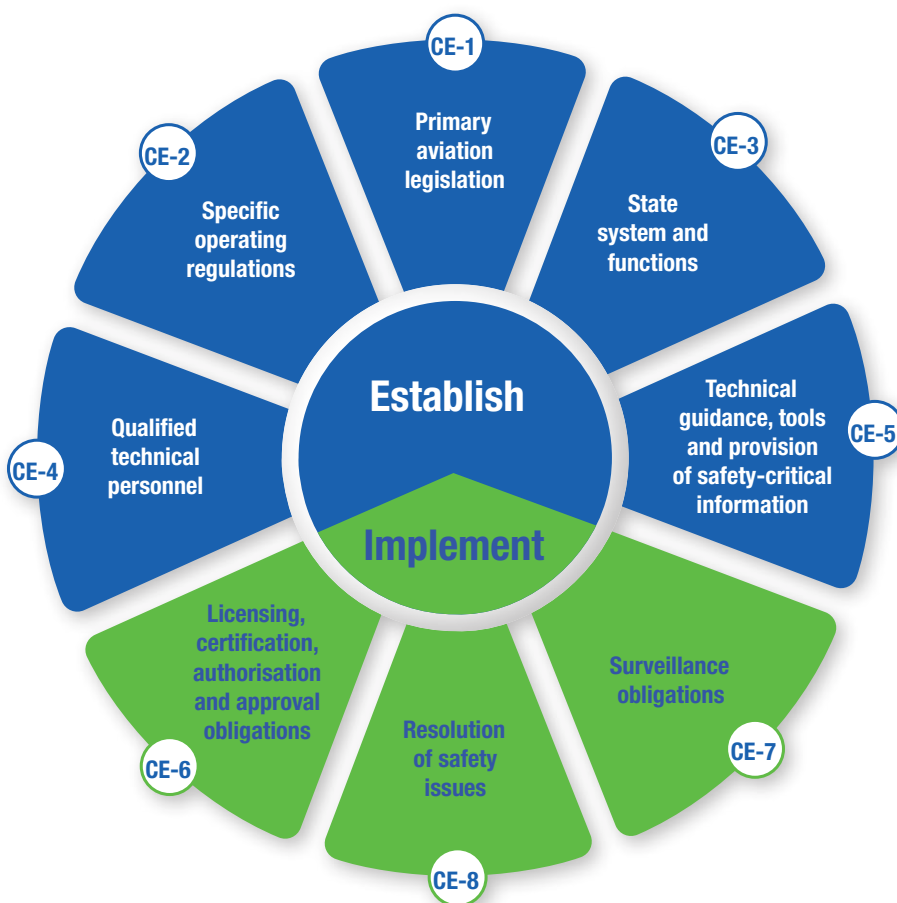 CE-1
Primary
aviation
legislation
CE-2
Specific
operating
regulations
CE-3
State
system and
functions
CE-4
Qualified
technical
personnel
Establish
Implement
CE-5
Technical
guidance, tools
and provision
of safety-critical
information
CE-6
Licensing,
certification,
authorisation
and approval
obligations
CE-7
Surveillance
obligations
CE-8
Resolution
of safety
issues